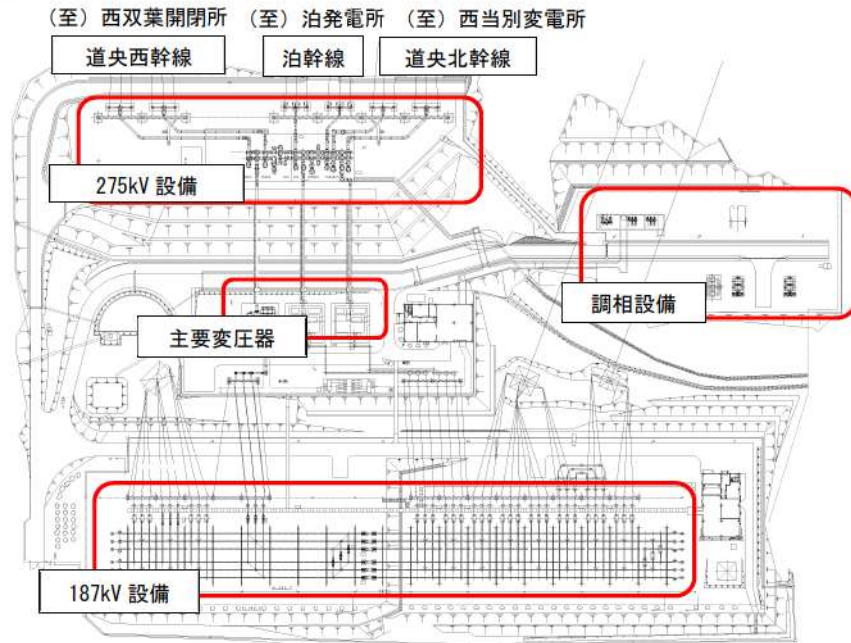 （至）西双葉開閉所 （至）泊発電所 （至）西当別変電所
道央西幹線 泊幹線 道央北幹線
275kV 設備
調相設備
主要変圧器
187kV 設備